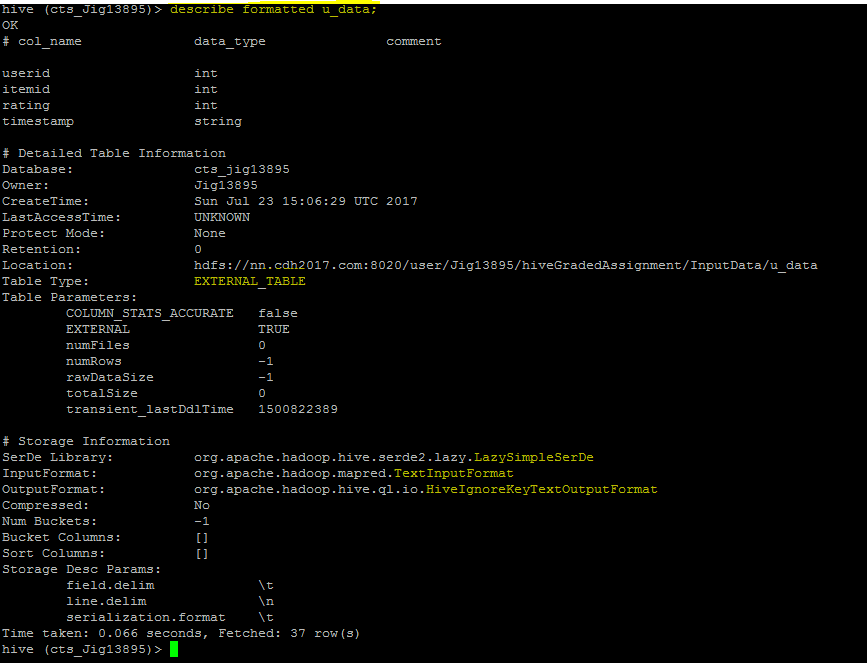 hive (cts_Jig13895)> describe formatted u_data;
OK
# col_name data_type comment
userid int
itemid int
rating int
timestamp string
# Detailed Table Information
Database: cts_jig13895
Owner: Jig13895
CreateTime: Sun Jul 23 15:06:29 UTC 2017
LastAccessTime: UNKNOWN
Protect Mode: None
Retention: 0
Location: hdfs://nn.cdh2017.com:8020/user/Jig13895/hiveGradedAssignment/InputData/u_data
Table Type: EXTERNAL_TABLE
Table Parameters:
COLUMN_STATS_ACCURATE false
EXTERNAL TRUE
numFiles 0
numRows -1
rawDataSize -1
totalSize 0
transient_lastDdlTime 1500822389
# Storage Information
SerDe Library: org.apache.hadoop.hive.serde2.lazy.LazySimpleSerDe
InputFormat: org.apache.hadoop.mapred.TextInputFormat
OutputFormat: org.apache.hadoop.hive.ql.io.HiveIgnoreKeyTextOutputFormat
Compressed: No
Num Buckets: -1
Bucket Columns: []
Sort Columns: []
Storage Desc Params:
field.delim \t
line.delim \n
serialization.format \t
Time taken: 0.066 seconds, Fetched: 37 row(s)
hive (cts_Jig13895)>